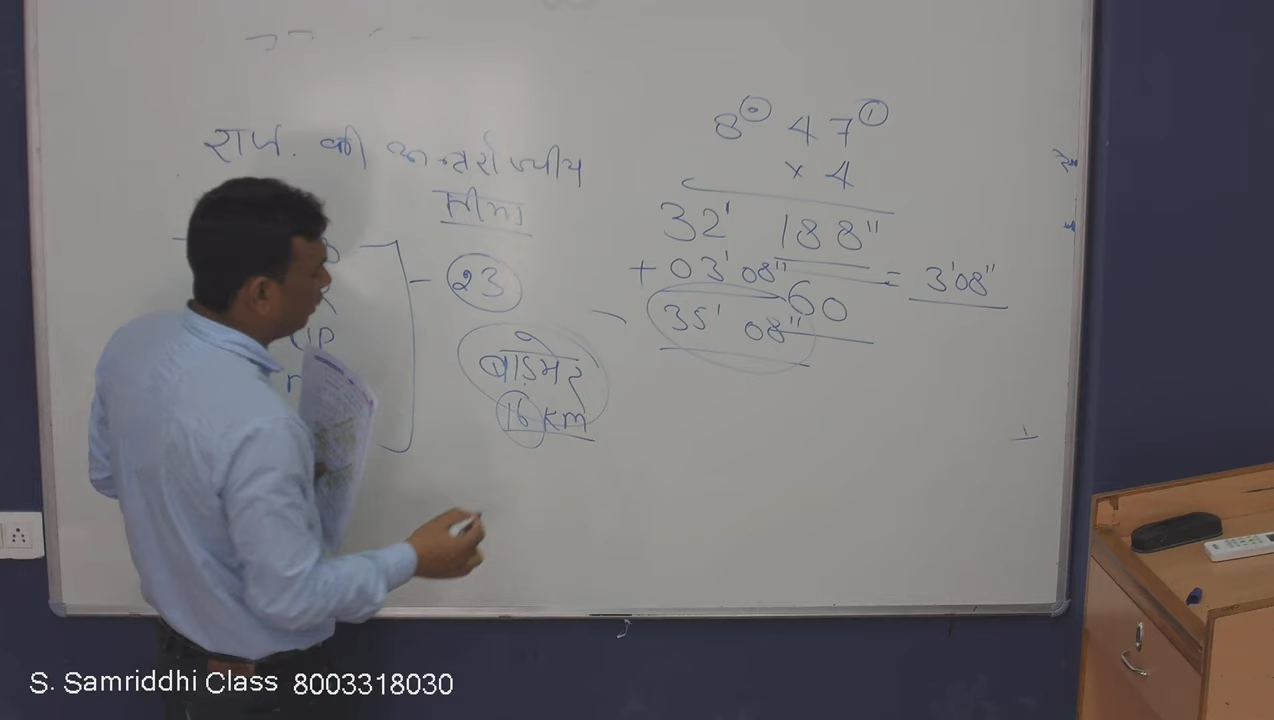 राज. की अन्तर्राज्यीय
सीमा
UP
23
बाड़मेर
16 km
8° 47'
x 4
32' 188"
+ 03' 08"
60
= 3'08"
35' 08"
S. Samriddhi Class 8003318030